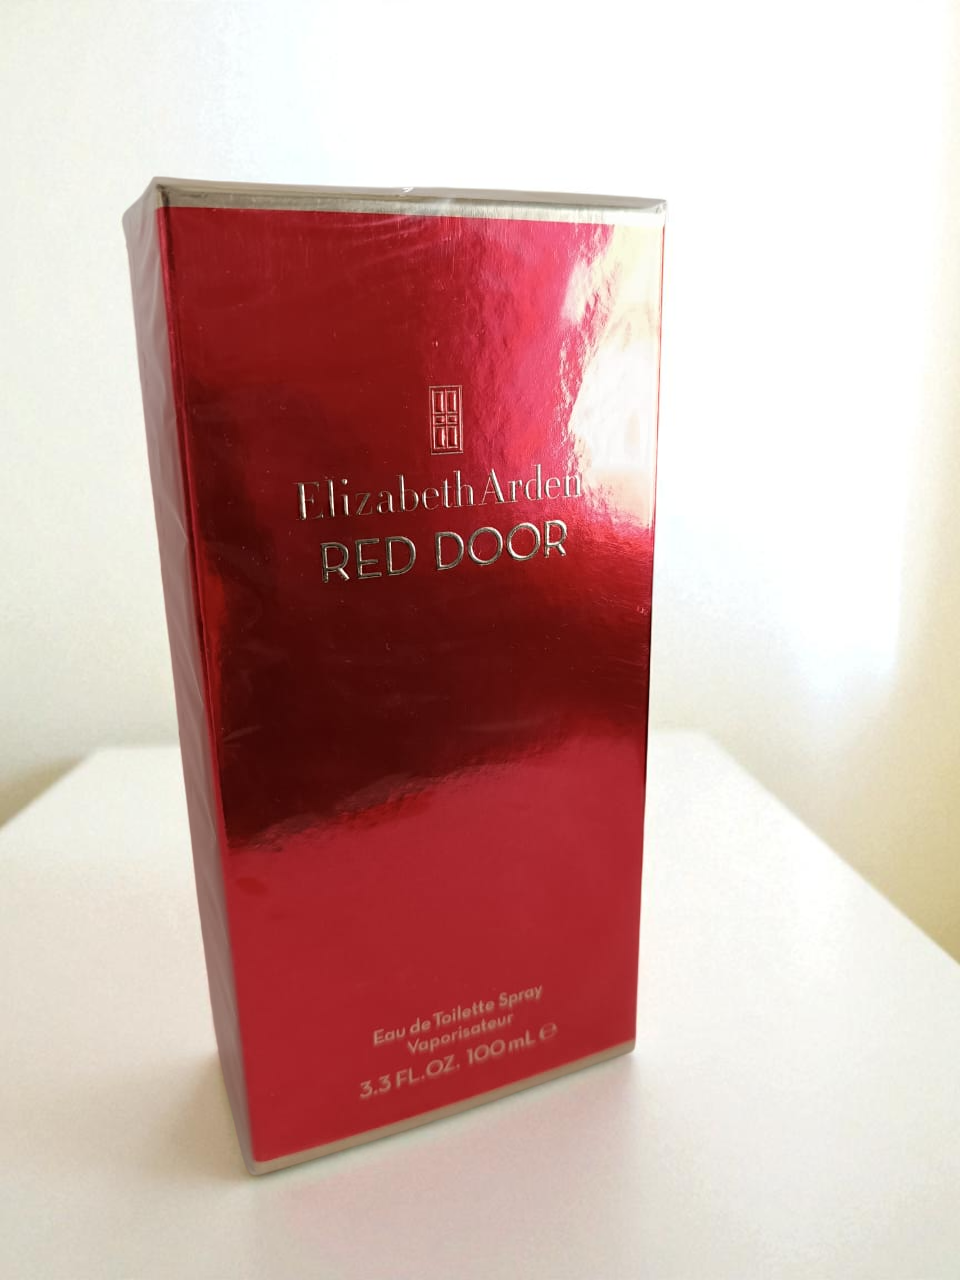 Elizabeth Arden
RED DOOR
Eau de Toilette Spray
Vaporisateur
3.3 FL.OZ. 100 mL ℮